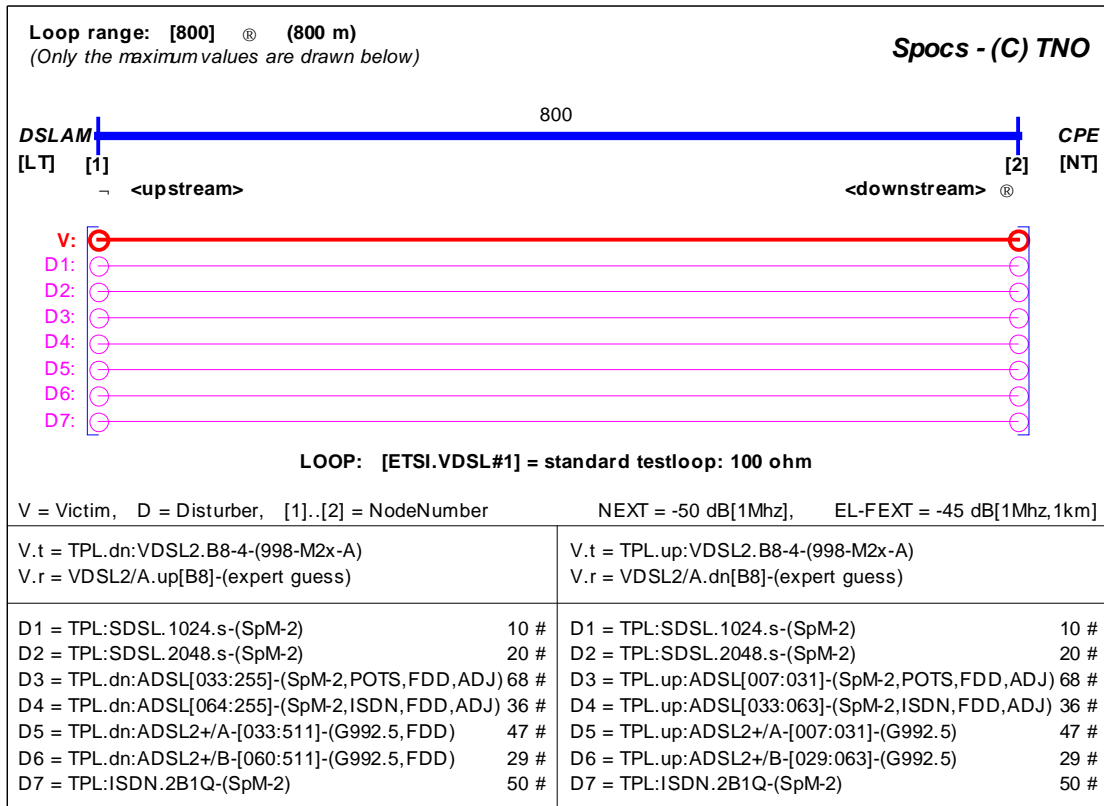 Loop range: [800] ® (800 m)
(Only the maximum values are drawn below)
Spocs - (C) TNO
800
DSLAM CPE
[LT] [1] [2] [NT]
¬ <upstream> <downstream> ®
V:
D1:
D2:
D3:
D4:
D5:
D6:
D7:
LOOP: [ETSI.VDSL#1] = standard testloop: 100 ohm
V = Victim, D = Disturber, [1]..[2] = NodeNumber NEXT = -50 dB[1Mhz], EL-FEXT = -45 dB[1Mhz,1km]
V.t = TPL.dn:VDSL2.B8-4-(998-M2x-A) V.t = TPL.up:VDSL2.B8-4-(998-M2x-A)
V.r = VDSL2/A.up[B8]-(expert guess) V.r = VDSL2/A.dn[B8]-(expert guess)
D1 = TPL:SDSL.1024.s-(SpM-2) 10 # D1 = TPL:SDSL.1024.s-(SpM-2) 10 #
D2 = TPL:SDSL.2048.s-(SpM-2) 20 # D2 = TPL:SDSL.2048.s-(SpM-2) 20 #
D3 = TPL.dn:ADSL[033:255]-(SpM-2,POTS,FDD,ADJ) 68 # D3 = TPL.up:ADSL[007:031]-(SpM-2,POTS,FDD,ADJ) 68 #
D4 = TPL.dn:ADSL[064:255]-(SpM-2,ISDN,FDD,ADJ) 36 # D4 = TPL.up:ADSL[033:063]-(SpM-2,ISDN,FDD,ADJ) 36 #
D5 = TPL.dn:ADSL2+/A-[033:511]-(G992.5,FDD) 47 # D5 = TPL.up:ADSL2+/A-[007:031]-(G992.5) 47 #
D6 = TPL.dn:ADSL2+/B-[060:511]-(G992.5,FDD) 29 # D6 = TPL.up:ADSL2+/B-[029:063]-(G992.5) 29 #
D7 = TPL:ISDN.2B1Q-(SpM-2) 50 # D7 = TPL:ISDN.2B1Q-(SpM-2) 50 #